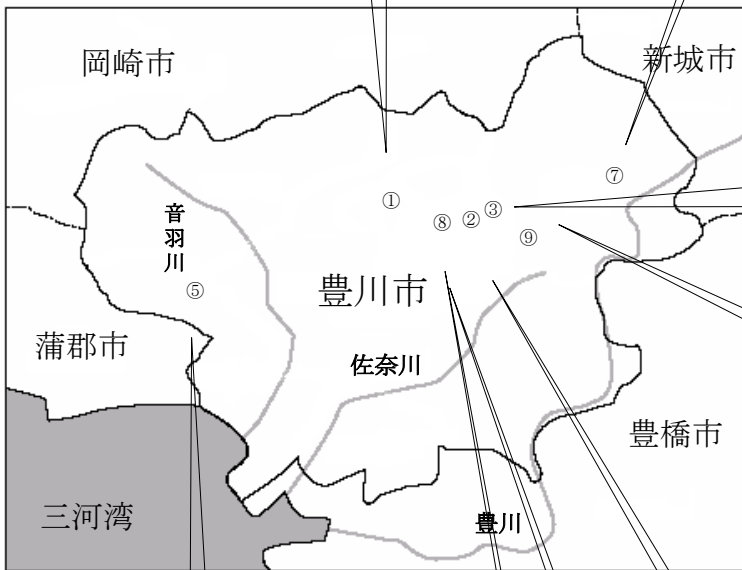 岡崎市
新城市
⑦
①
音羽川
⑧
②
③
⑨
⑤
豊川市
蒲郡市
佐奈川
豊橋市
三河湾
豊川